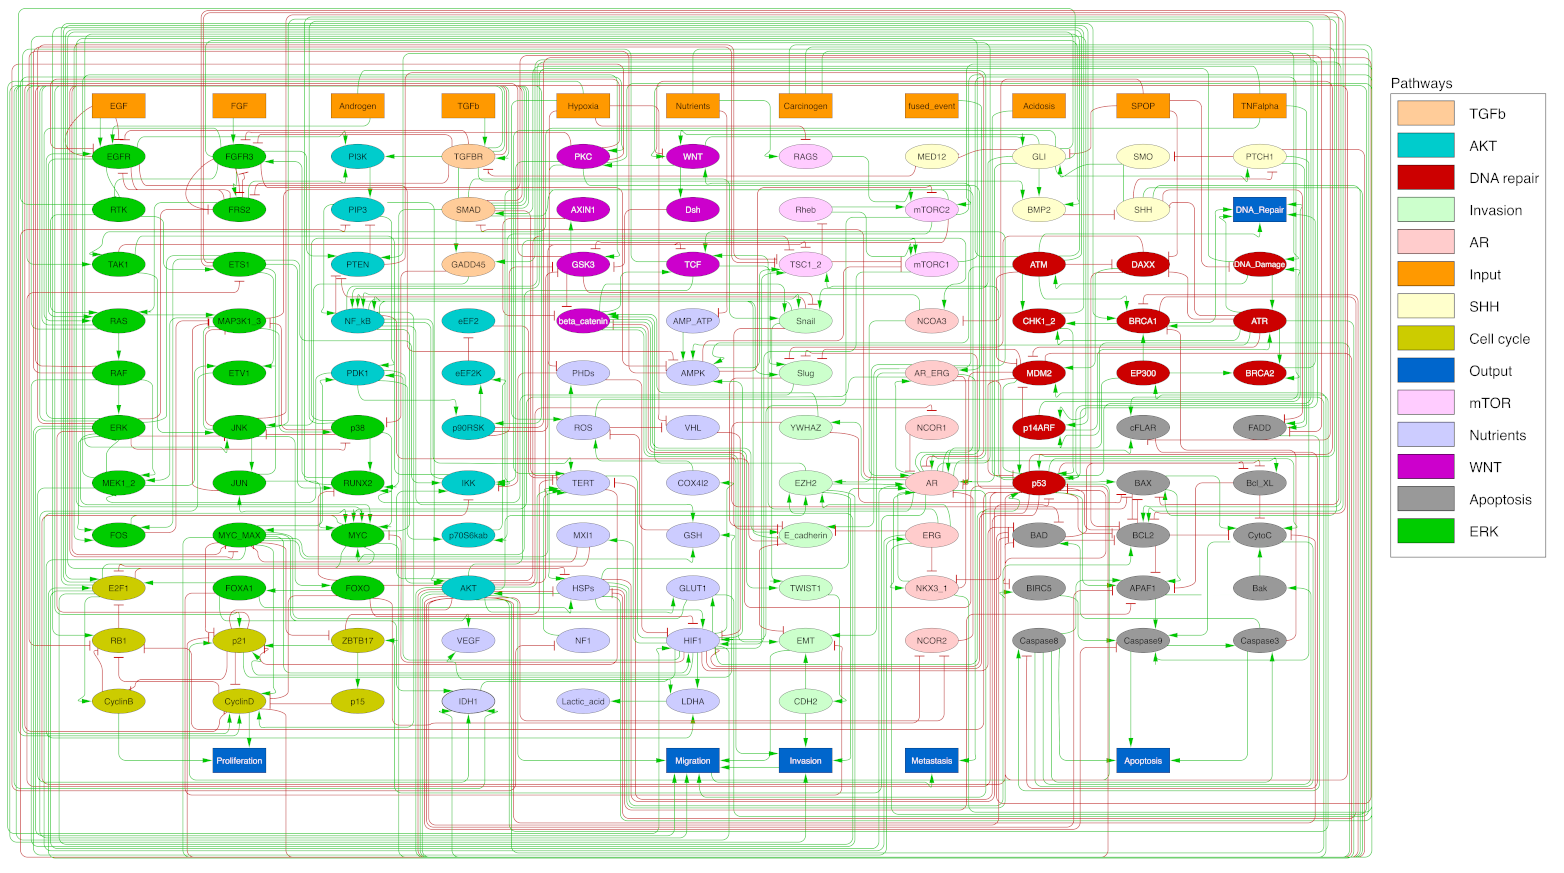 EGF FGF Androgen TGFb Hypoxia Nutrients Carcinogen fused_event Acidosis SPOP TNFalpha
EGFR FGFR3 PI3K TGFBR PKC WNT RAGS MED12 GLI SMO PTCH1
RTK FRS2 PIP3 SMAD AXIN1 Dsh Rheb mTORC2 BMP2 SHH DNA_Repair
TAK1 ETS1 PTEN GADD45 GSK3 TCF TSC1_2 mTORC1 ATM DAXX DNA_Damage
RAS MAP3K1_3 NF_kB eEF2 beta_catenin AMP_ATP Snail NCOA3 CHK1_2 BRCA1 ATR
RAF ETV1 PDK1 eEF2K PHDs AMPK Slug AR_ERG MDM2 EP300 BRCA2
ERK JNK p38 p90RSK ROS VHL YWHAZ NCOR1 p14ARF cFLAR FADD
MEK1_2 JUN RUNX2 IKK TERT COX4I2 EZH2 AR p53 BAX Bcl_XL
FOS MYC_MAX MYC p70S6kab MXI1 GSH E_cadherin ERG BAD BCL2 CytoC
E2F1 FOXA1 FOXO AKT HSPs GLUT1 TWIST1 NKX3_1 BIRC5 APAF1 Bak
RB1 p21 ZBTB17 VEGF NF1 HIF1 EMT NCOR2 Caspase8 Caspase9 Caspase3
CyclinB CyclinD p15 IDH1 Lactic_acid LDHA CDH2
Proliferation Migration Invasion Metastasis Apoptosis
Pathways
TGFb
AKT
DNA repair
Invasion
AR
Input
SHH
Cell cycle
Output
mTOR
Nutrients
WNT
Apoptosis
ERK